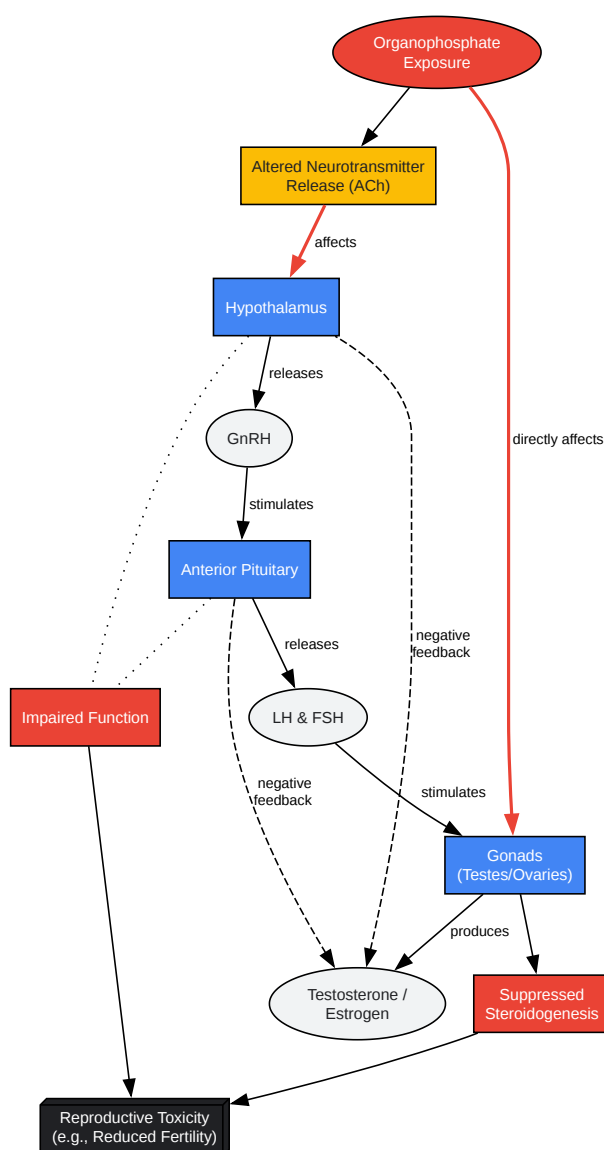 Organophosphate
Exposure
Altered Neurotransmitter
Release (ACh)
affects
Hypothalamus
releases
GnRH
directly affects
stimulates
Anterior Pituitary
releases
negative
feedback
Impaired Function
LH & FSH
negative
feedback
stimulates
Gonads
(Testes/Ovaries)
produces
Testosterone /
Estrogen
Suppressed
Steroidogenesis
Reproductive Toxicity
(e.g., Reduced Fertility)